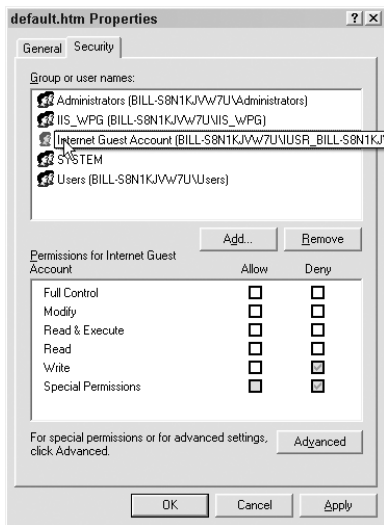 default.htm Properties
General Security
Group or user names:
Administrators (BILL-S8N1KJVW7U\Administrators)
IIS_WPG (BILL-S8N1KJVW7U\IIS_WPG)
Internet Guest Account (BILL-S8N1KJVW7U\IUSR_BILL-S8N1KJV
SYSTEM
Users (BILL-S8N1KJVW7U\Users)
Add... Remove
Permissions for Internet Guest
Account Allow Deny
Full Control
Modify
Read & Execute
Read
Write
Special Permissions
For special permissions or for advanced settings,
click Advanced.
Advanced
OK Cancel Apply